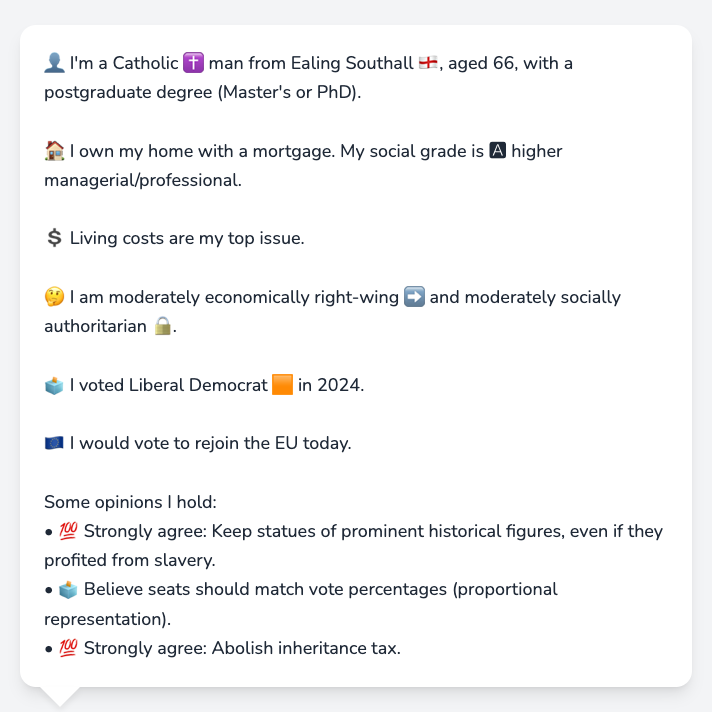 👤 I'm a Catholic ✝️ man from Ealing Southall 🏴󠁧󠁢󠁥󠁮󠁧󠁿, aged 66, with a
postgraduate degree (Master's or PhD).
🏠 I own my home with a mortgage. My social grade is 🅰 higher
managerial/professional.
💲 Living costs are my top issue.
🤔 I am moderately economically right-wing ➡️ and moderately socially
authoritarian 🔒.
🗳️ I voted Liberal Democrat 🟧 in 2024.
🇪🇺 I would vote to rejoin the EU today.
Some opinions I hold:
• 💯 Strongly agree: Keep statues of prominent historical figures, even if they
profited from slavery.
• 🗳️ Believe seats should match vote percentages (proportional
representation).
• 💯 Strongly agree: Abolish inheritance tax.